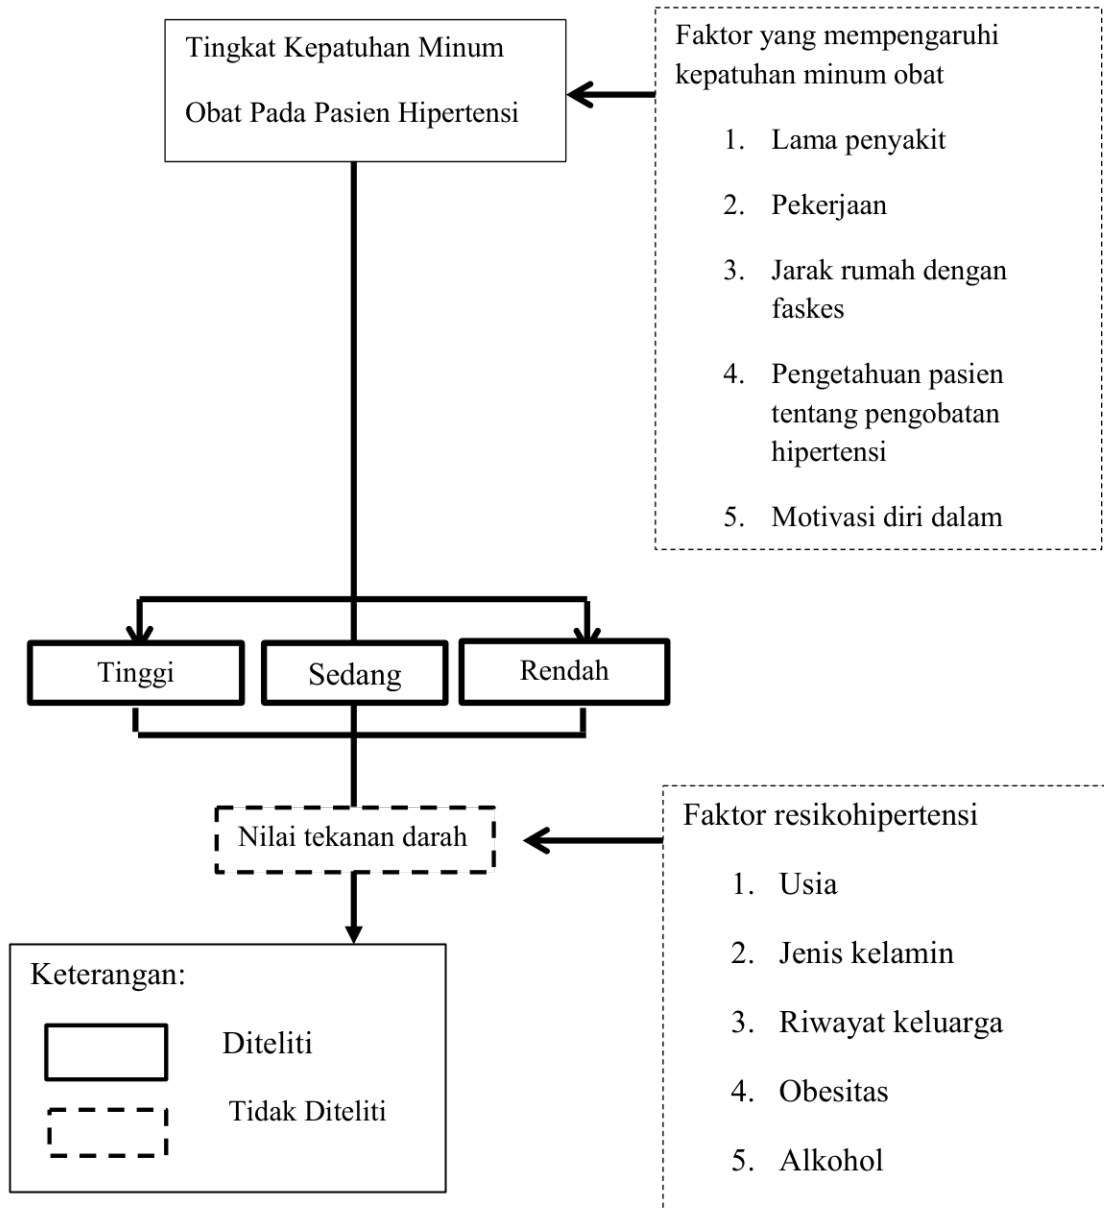 Tingkat Kepatuhan Minum
Obat Pada Pasien Hipertensi
Faktor yang mempengaruhi
kepatuhan minum obat
1. Lama penyakit
2. Pekerjaan
3. Jarak rumah dengan
faskes
4. Pengetahuan pasien
tentang pengobatan
hipertensi
5. Motivasi diri dalam
Tinggi
Sedang
Rendah
Nilai tekanan darah
Faktor resikohipertensi
1. Usia
2. Jenis kelamin
3. Riwayat keluarga
4. Obesitas
5. Alkohol
Keterangan:
Diteliti
Tidak Diteliti